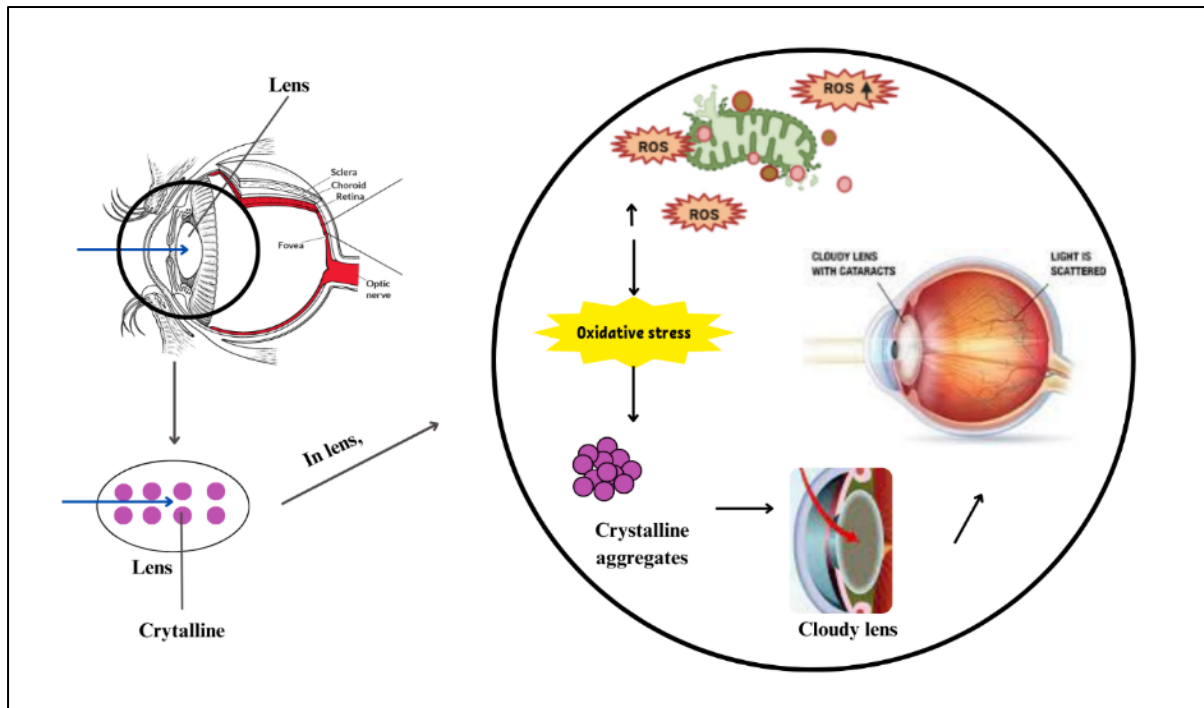 Lens
Sclera
Choroid
Retina
Fovea
Optic
nerve
Lens
Crytalline
In lens,
ROS
ROS
ROS
Oxidative stress
Crystalline
aggregates
Cloudy lens
CLOUDY LENS
WITH CATARACTS
LIGHT IS
SCATTERED